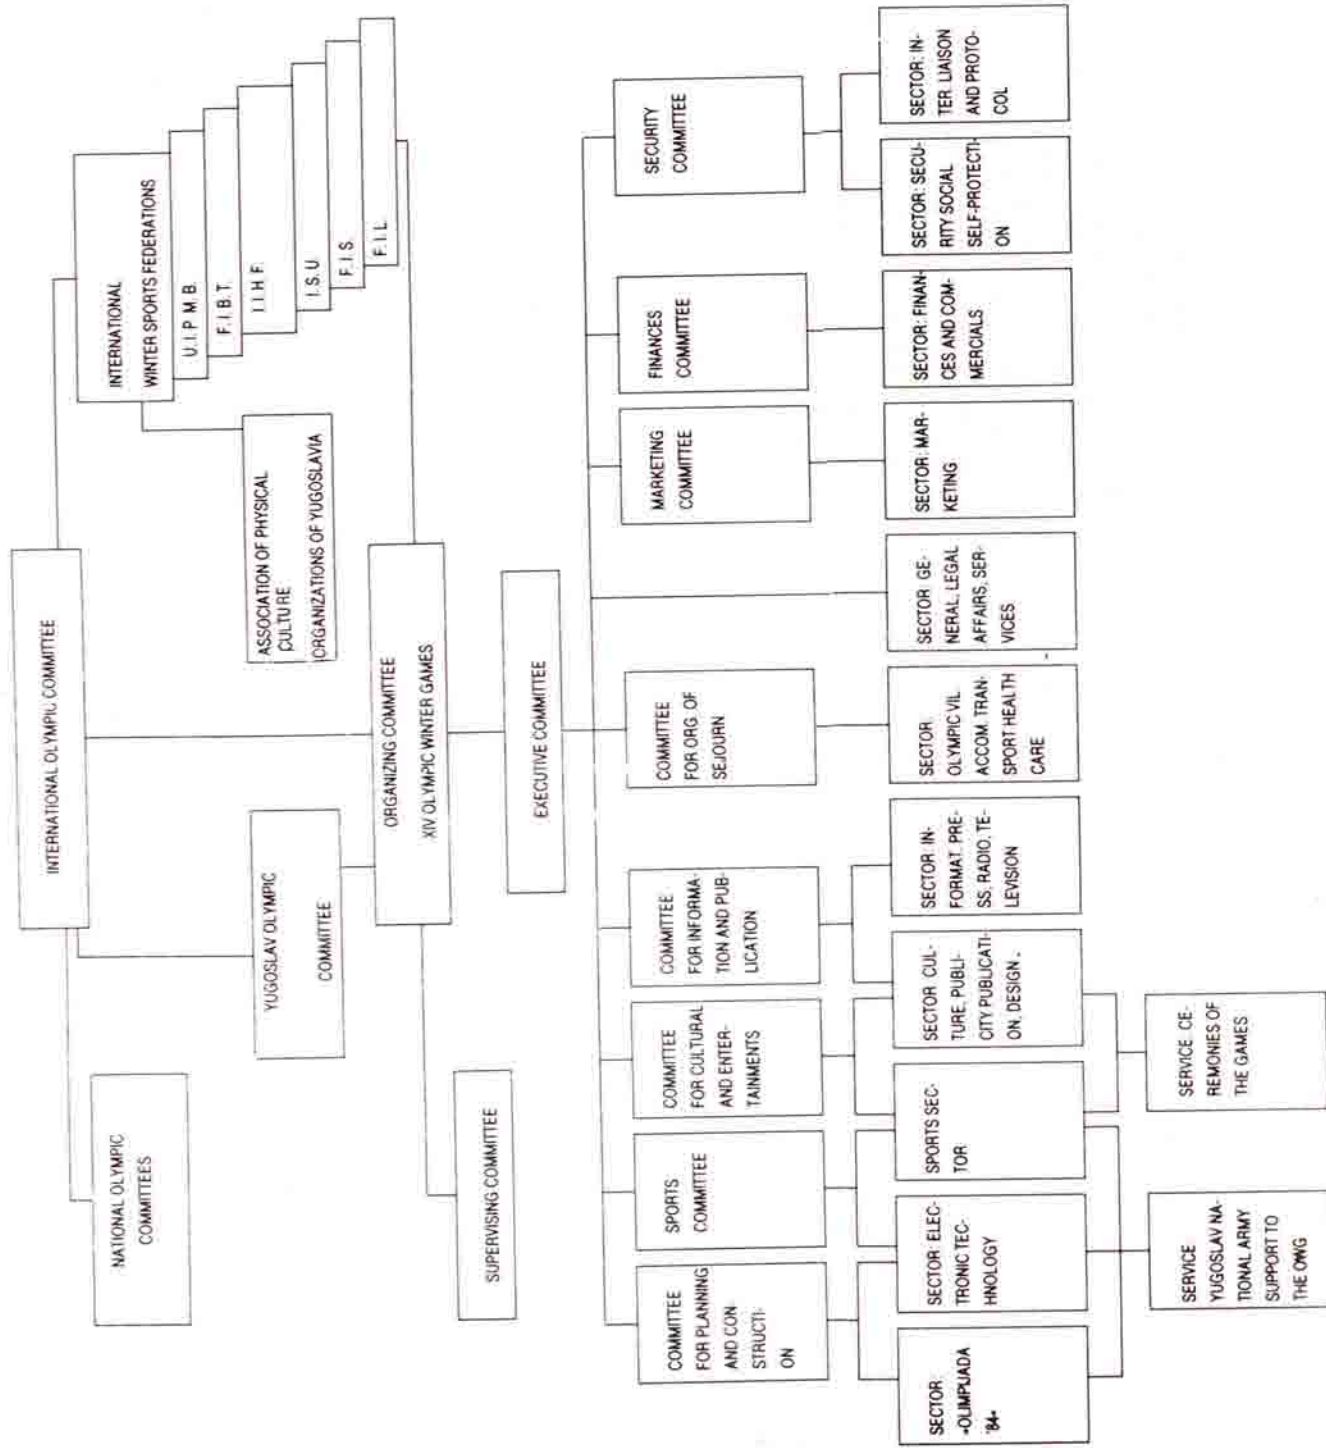 INTERNATIONAL OLYMPIC COMMITTEE
NATIONAL OLYMPIC
COMMITTEES
YUGOSLAV OLYMPIC
COMMITTEE
INTERNATIONAL
WINTER SPORTS FEDERATIONS
U.I.P.M.B.
F.I.B.T.
I.I.H.F.
I.S.U.
F.I.S.
F.I.L.
ASSOCIATION OF PHYSICAL
CULTURE
ORGANIZATIONS OF YUGOSLAVIA
ORGANIZING COMMITTEE
XIV OLYMPIC WINTER GAMES
SUPERVISING COMMITTEE
EXECUTIVE COMMITTEE
COMMITTEE
FOR PLANNING
AND CON-
STRUCTI-
ON
SPORTS
COMMITTEE
COMMITTEE
FOR CULTURAL
AND ENTER-
TAINMENTS
COMMITTEE
FOR INFORMA-
TION AND PUB-
LICATION
COMMITTEE
FOR ORG. OF
SEJOURN
MARKETING
COMMITTEE
FINANCES
COMMITTEE
SECURITY
COMMITTEE
SECTOR:
»OLIMPIJADA
'84«
SECTOR: ELEC-
TRONIC TEC-
HNOLOGY
SPORTS SEC-
TOR
SECTOR: CUL-
TURE, PUBLI-
CITY PUBLICATI-
ON, DESIGN.
SECTOR: IN-
FORMAT. PRE-
SS, RADIO, TE-
LEVISION
SECTOR:
OLYMPIC VIL.
ACCOM. TRAN-
SPORT HEALTH
CARE
SECTOR: GE-
NERAL, LEGAL
AFFAIRS, SER-
VICES
SECTOR: MAR-
KETING
SECTOR: FINAN-
CES AND COM-
MERCIALS
SECTOR: SECU-
RITY SOCIAL
SELF-PROTECTI-
ON
SECTOR: IN-
TER. LIAISON
AND PROTO-
COL
SERVICE
YUGOSLAV NA-
TIONAL ARMY
SUPPORT TO
THE OWG
SERVICE: CE-
REMONIES OF
THE GAMES